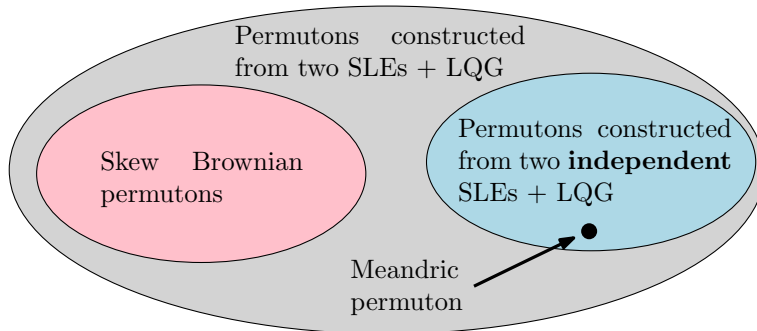 Permutons constructed
from two SLEs + LQG
Skew Brownian
permutons
Permutons constructed
from two independent
SLEs + LQG
Meandric
permuton